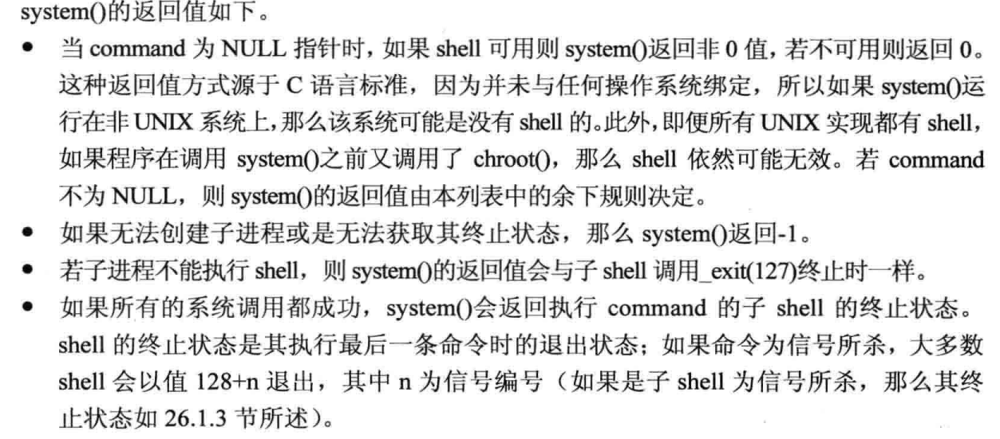 system()的返回值如下。
● 当 command 为 NULL 指针时，如果 shell 可用则 system()返回非 0 值，若不可用则返回 0。
这种返回值方式源于 C 语言标准，因为并未与任何操作系统绑定，所以如果 system()运
行在非 UNIX 系统上，那么该系统可能是没有 shell 的。此外，即便所有 UNIX 实现都有 shell，
如果程序在调用 system()之前又调用了 chroot()，那么 shell 依然可能无效。若 command
不为 NULL，则 system()的返回值由本列表中的余下规则决定。
● 如果无法创建子进程或是无法获取其终止状态，那么 system()返回-1。
● 若子进程不能执行 shell，则 system()的返回值会与子 shell 调用_exit(127)终止时一样。
● 如果所有的系统调用都成功，system()会返回执行 command 的子 shell 的终止状态。
shell 的终止状态是其执行最后一条命令时的退出状态；如果命令为信号所杀，大多数
shell 会以值 128+n 退出，其中 n 为信号编号（如果是子 shell 为信号所杀，那么其终
止状态如 26.1.3 节所述）。